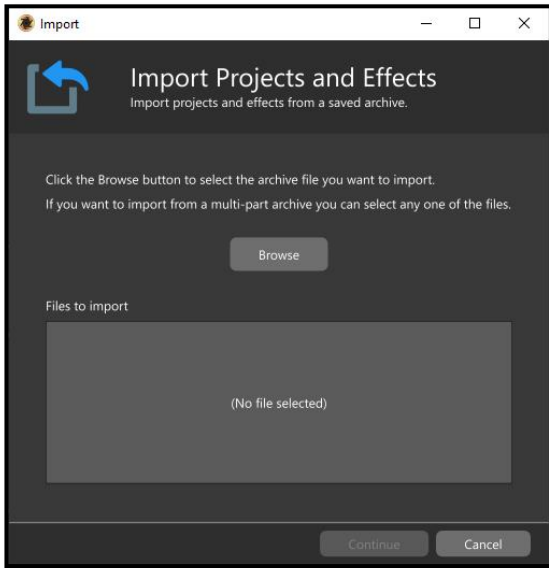 Import
Import Projects and Effects
Import projects and effects from a saved archive.
Click the Browse button to select the archive file you want to import.
If you want to import from a multi-part archive you can select any one of the files.
Browse
Files to import
(No file selected)
Continue
Cancel